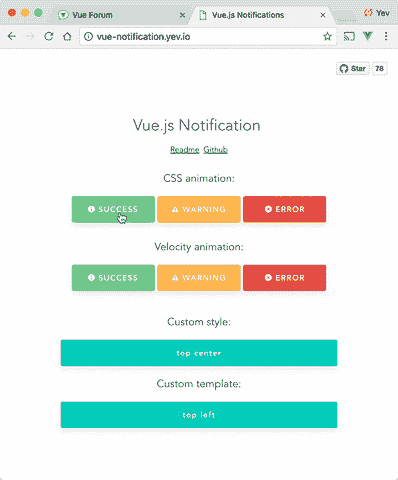 Vue Forum
Vue.js Notifications
Yev
vue-notification.yev.io
Star 78
Vue.js Notification
Readme Github
CSS animation:
SUCCESS WARNING ERROR
Velocity animation:
SUCCESS WARNING ERROR
Custom style:
top center
Custom template:
top left